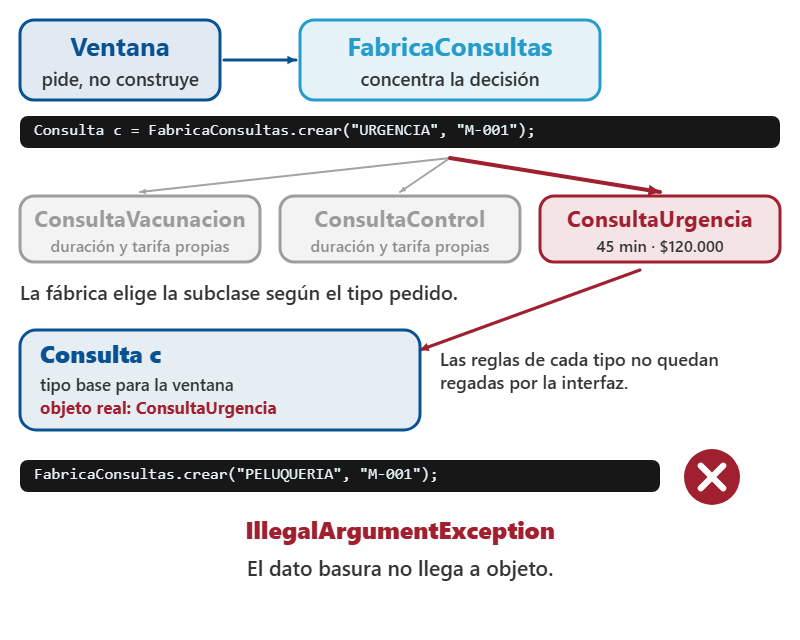 Ventana
pide, no construye
FabricaConsultas
concentra la decisión
Consulta c = FabricaConsultas.crear("URGENCIA", "M-001");
ConsultaVacunacion
duración y tarifa propias
ConsultaControl
duración y tarifa propias
ConsultaUrgencia
45 min · $120.000
La fábrica elige la subclase según el tipo pedido.
Consulta c
tipo base para la ventana
objeto real: ConsultaUrgencia
Las reglas de cada tipo no quedan
regadas por la interfaz.
FabricaConsultas.crear("PELUQUERIA", "M-001");
IllegalArgumentException
El dato basura no llega a objeto.